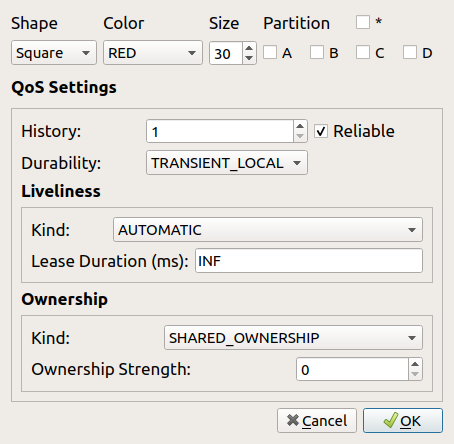 Shape Color Size Partition *
Square RED 30 A B C D
QoS Settings
History: 1 Reliable
Durability: TRANSIENT_LOCAL
Liveliness
Kind: AUTOMATIC
Lease Duration (ms): INF
Ownership
Kind: SHARED_OWNERSHIP
Ownership Strength: 0
Cancel OK